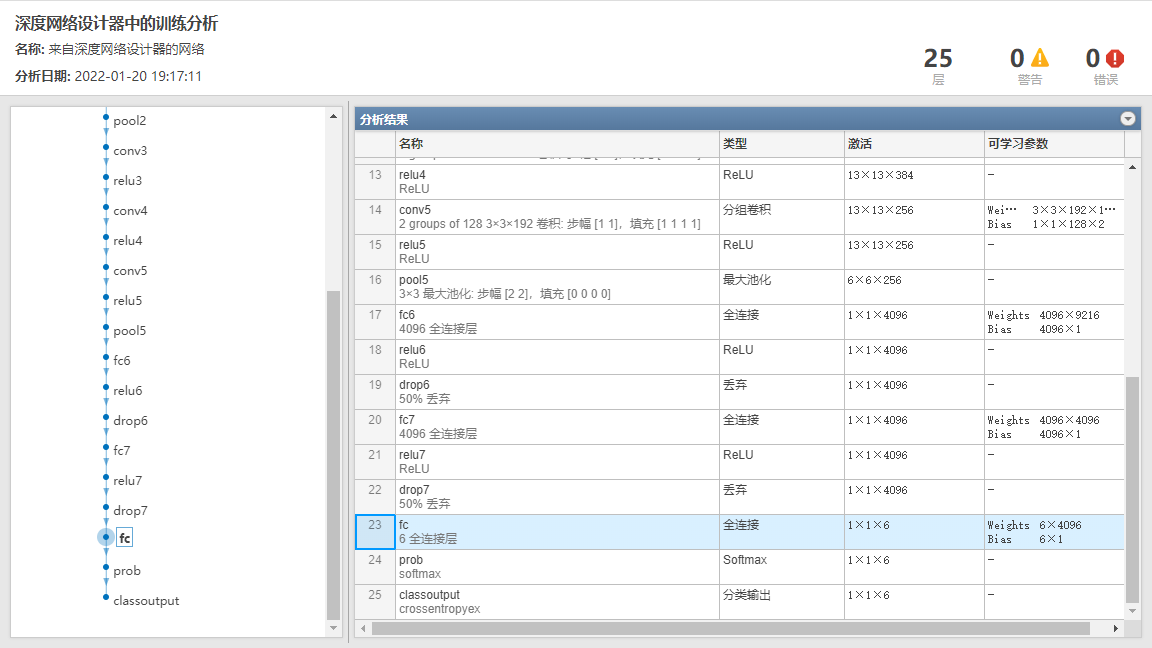 深度网络设计器中的训练分析
名称: 来自深度网络设计器的网络
分析日期: 2022-01-20 19:17:11
25
层
0
警告
0
错误
pool2
conv3
relu3
conv4
relu4
conv5
relu5
pool5
fc6
relu6
drop6
fc7
relu7
drop7
fc
prob
classoutput
分析结果
名称 类型 激活 可学习参数
13 relu4 ReLU 13×13×384 -
ReLU
14 conv5 分组卷积 13×13×256 Wei… 3×3×192×1…
2 groups of 128 3×3×192 卷积: 步幅 [1 1]，填充 [1 1 1 1] Bias 1×1×128×2
15 relu5 ReLU 13×13×256 -
ReLU
16 pool5 最大池化 6×6×256 -
3×3 最大池化: 步幅 [2 2]，填充 [0 0 0 0]
17 fc6 全连接 1×1×4096 Weights 4096×9216
4096 全连接层 Bias 4096×1
18 relu6 ReLU 1×1×4096 -
ReLU
19 drop6 丢弃 1×1×4096 -
50% 丢弃
20 fc7 全连接 1×1×4096 Weights 4096×4096
4096 全连接层 Bias 4096×1
21 relu7 ReLU 1×1×4096 -
ReLU
22 drop7 丢弃 1×1×4096 -
50% 丢弃
23 fc 全连接 1×1×6 Weights 6×4096
6 全连接层 Bias 6×1
24 prob Softmax 1×1×6 -
softmax
25 classoutput 分类输出 1×1×6 -
crossentropyex